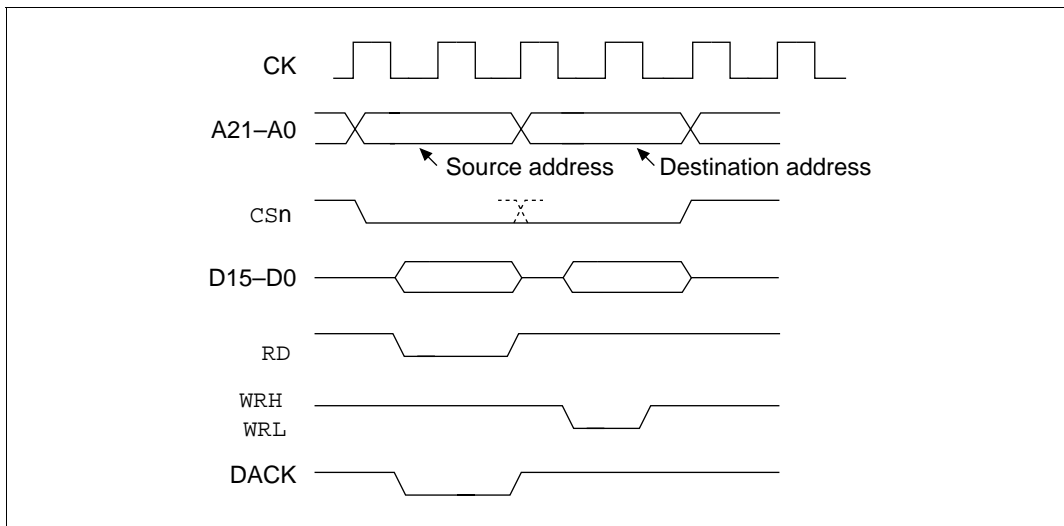 CK
A21–A0
Source address
Destination address
CSn
D15–D0
RD
WRH
WRL
DACK